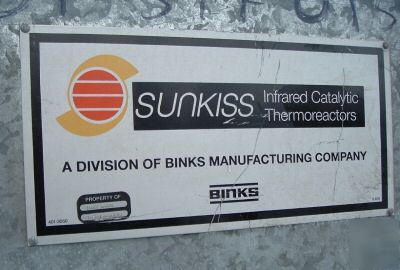 SUNKISS Infrared Catalytic
Thermoreactors
A DIVISION OF BINKS MANUFACTURING COMPANY
BINKS
PROPERTY OF